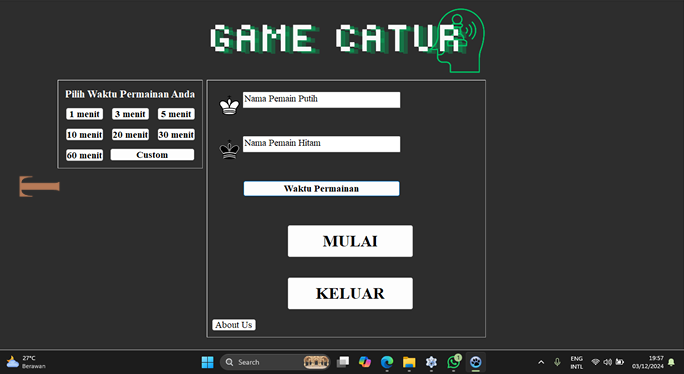 GAME CATUR
Pilih Waktu Permainan Anda
1 menit 3 menit 5 menit
10 menit 20 menit 30 menit
60 menit Custom
Nama Pemain Putih
Nama Pemain Hitam
Waktu Permainan
MULAI
KELUAR
About Us
27°C
Berawan
Search
1
ENG
INTL
19:57
03/12/2024